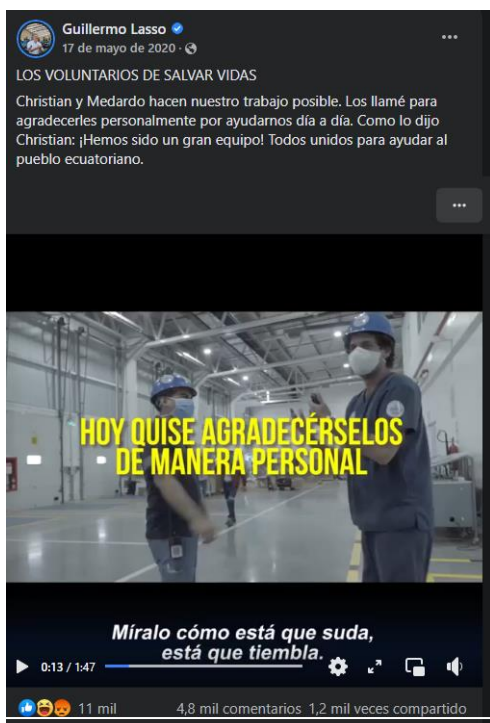 Guillermo Lasso
17 de mayo de 2020 ·
LOS VOLUNTARIOS DE SALVAR VIDAS
Christian y Medardo hacen nuestro trabajo posible. Los llamé para
agradecerles personalmente por ayudarnos día a día. Como lo dijo
Christian: ¡Hemos sido un gran equipo! Todos unidos para ayudar al
pueblo ecuatoriano.
HOY QUISE AGRADECÉRSELOS
DE MANERA PERSONAL
Míralo cómo está que suda,
está que tiembla.
0:13 / 1:47
11 mil
4,8 mil comentarios 1,2 mil veces compartido